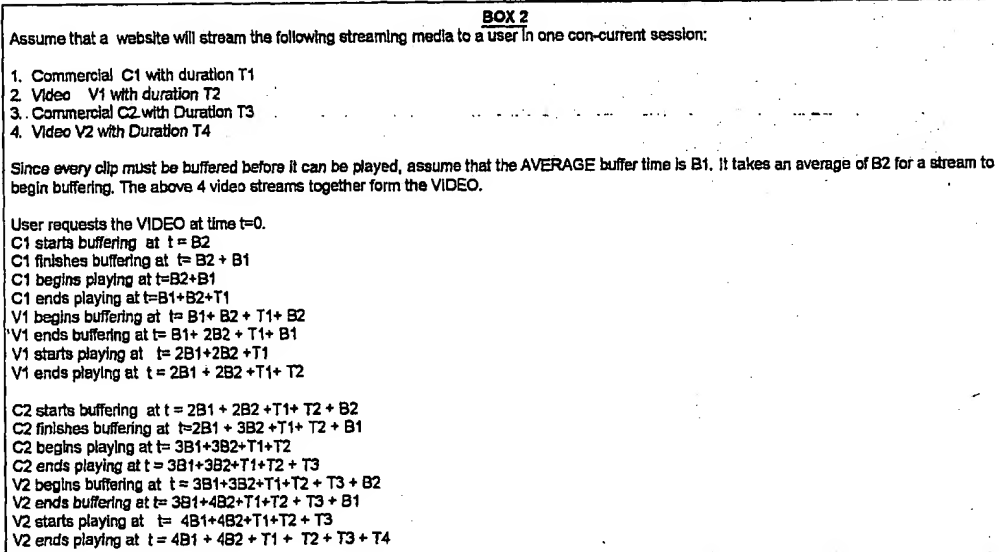 BOX 2
Assume that a website will stream the following streaming media to a user in one con-current session:
1. Commercial C1 with duration T1
2. Video V1 with duration T2
3. Commercial C2 with Duration T3
4. Video V2 with Duration T4
Since every clip must be buffered before it can be played, assume that the AVERAGE buffer time is B1. It takes an average of B2 for a stream to
begin buffering. The above 4 video streams together form the VIDEO.
User requests the VIDEO at time t=0.
C1 starts buffering at t = B2
C1 finishes buffering at t= B2 + B1
C1 begins playing at t=B2+B1
C1 ends playing at t=B1+B2+T1
V1 begins buffering at t= B1+ B2 + T1+ B2
V1 ends buffering at t= B1+ 2B2 + T1+ B1
V1 starts playing at t= 2B1+2B2 +T1
V1 ends playing at t = 2B1 + 2B2 +T1+ T2
C2 starts buffering at t = 2B1 + 2B2 +T1+ T2 + B2
C2 finishes buffering at t=2B1 + 3B2 +T1+ T2 + B1
C2 begins playing at t= 3B1+3B2+T1+T2
C2 ends playing at t = 3B1+3B2+T1+T2 + T3
V2 begins buffering at t = 3B1+3B2+T1+T2 + T3 + B2
V2 ends buffering at t= 3B1+4B2+T1+T2 + T3 + B1
V2 starts playing at t= 4B1+4B2+T1+T2 + T3
V2 ends playing at t = 4B1 + 4B2 + T1 + T2 + T3 + T4